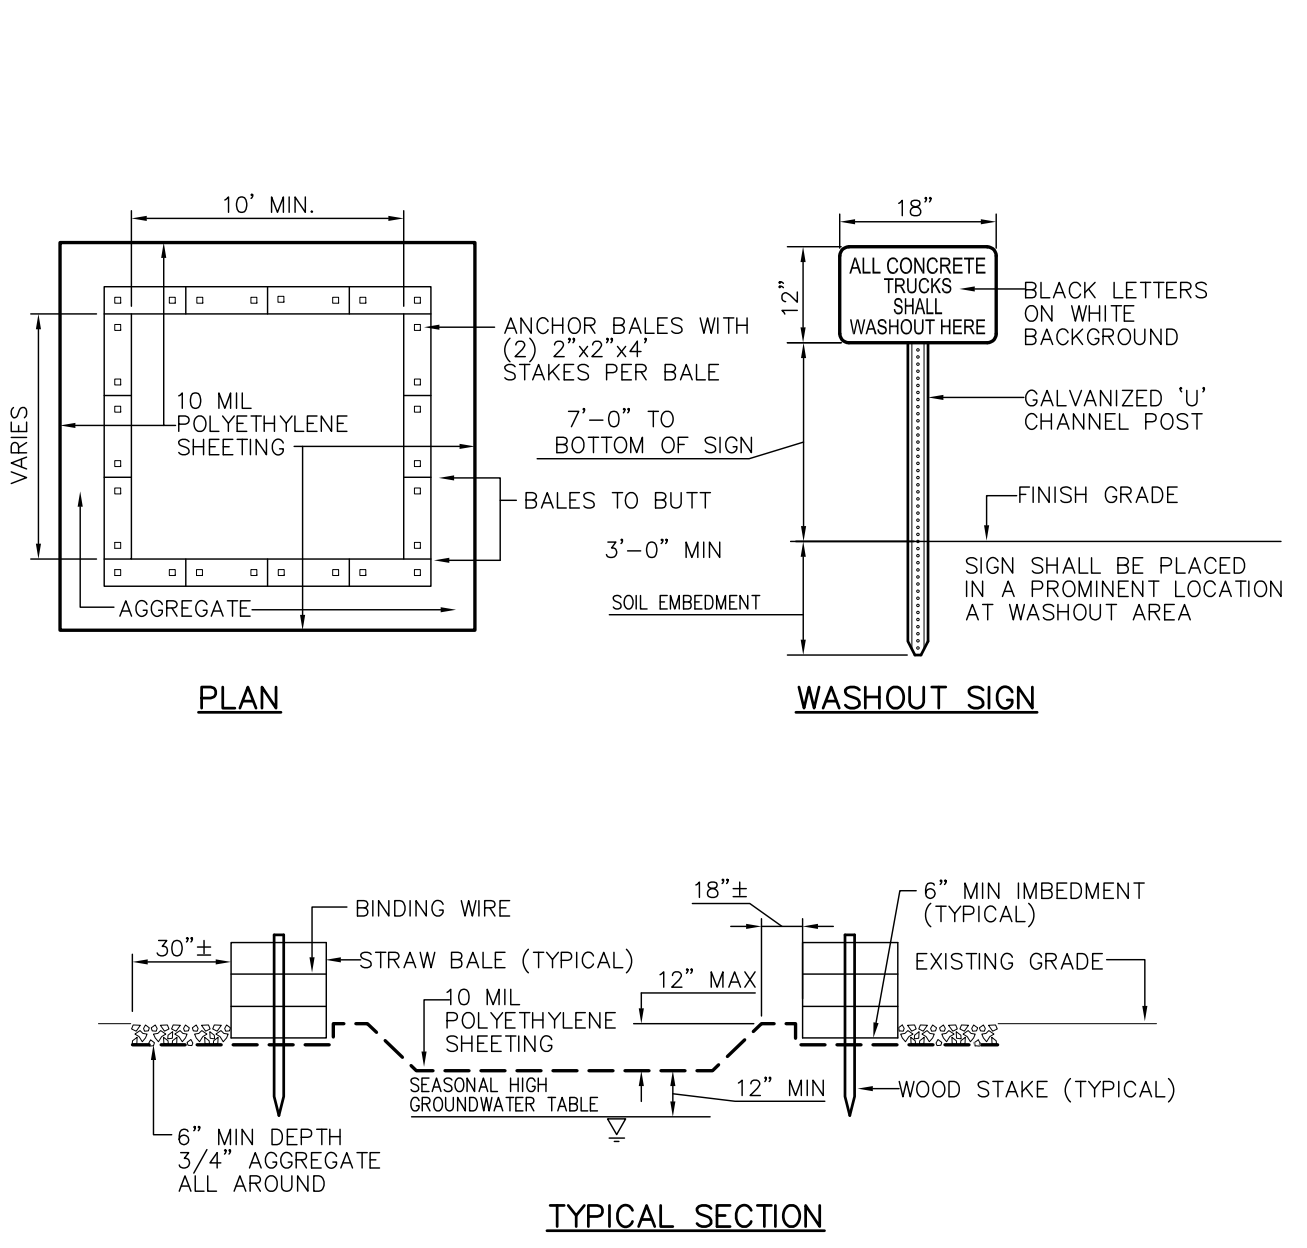 10' MIN.
VARIES
10 MIL
POLYETHYLENE
SHEETING
ANCHOR BALES WITH
(2) 2"x2"x4'
STAKES PER BALE
BALES TO BUTT
AGGREGATE
PLAN
18"
12"
ALL CONCRETE
TRUCKS
SHALL
WASHOUT HERE
BLACK LETTERS
ON WHITE
BACKGROUND
GALVANIZED 'U'
CHANNEL POST
7'-0" TO
BOTTOM OF SIGN
FINISH GRADE
3'-0" MIN
SOIL EMBEDMENT
SIGN SHALL BE PLACED
IN A PROMINENT LOCATION
AT WASHOUT AREA
WASHOUT SIGN
30"±
BINDING WIRE
STRAW BALE (TYPICAL)
10 MIL
POLYETHYLENE
SHEETING
18"±
12" MAX
6" MIN IMBEDMENT
(TYPICAL)
EXISTING GRADE
SEASONAL HIGH
GROUNDWATER TABLE
12" MIN
WOOD STAKE (TYPICAL)
6" MIN DEPTH
3/4" AGGREGATE
ALL AROUND
TYPICAL SECTION